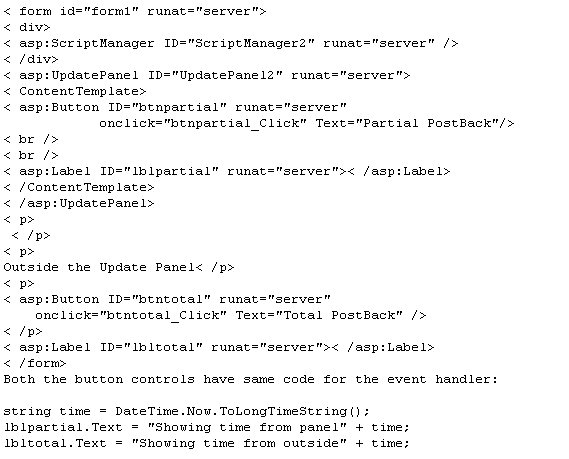 < form id="form1" runat="server">
< div>
< asp:ScriptManager ID="ScriptManager2" runat="server" />
< /div>
< asp:UpdatePanel ID="UpdatePanel2" runat="server">
< ContentTemplate>
< asp:Button ID="btnpartial" runat="server"
onclick="btnpartial_Click" Text="Partial PostBack"/>
< br />
< br />
< asp:Label ID="lblpartial" runat="server">< /asp:Label>
< /ContentTemplate>
< /asp:UpdatePanel>
< p>
< /p>
< p>
Outside the Update Panel< /p>
< p>
< asp:Button ID="btntotal" runat="server"
onclick="btntotal_Click" Text="Total PostBack" />
< /p>
< asp:Label ID="lbltotal" runat="server">< /asp:Label>
< /form>
Both the button controls have same code for the event handler:
string time = DateTime.Now.ToLongTimeString();
lblpartial.Text = "Showing time from panel" + time;
lbltotal.Text = "Showing time from outside" + time;